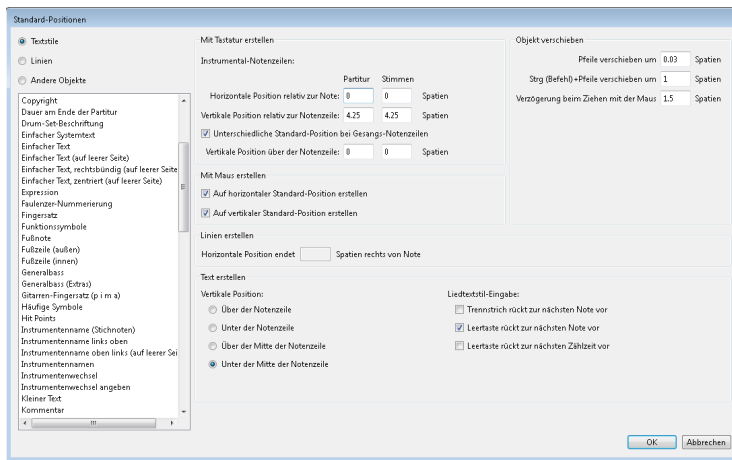 Standard-Positionen
Textstile
Linien
Andere Objekte
Copyright
Dauer am Ende der Partitur
Drum-Set-Beschriftung
Einfacher Systemtext
Einfacher Text
Einfacher Text (auf leerer Seite)
Einfacher Text, rechtsbündig (auf leerer Seite
Einfacher Text, zentriert (auf leerer Seite)
Expression
Faulenzer-Nummerierung
Fingersatz
Funktionssymbole
Fußnote
Fußzeile (außen)
Fußzeile (innen)
Generalbass
Generalbass (Extras)
Gitarren-Fingersatz (p i m a)
Häufige Symbole
Hit Points
Instrumentenname (Stichnoten)
Instrumentenname links oben
Instrumentenname oben links (auf leerer Sei
Instrumentennamen
Instrumentenwechsel
Instrumentenwechsel angeben
Kleiner Text
Kommentar
Mit Tastatur erstellen
Instrumental-Notenzeilen:
Partitur Stimmen
Horizontale Position relativ zur Note: 0 0 Spatien
Vertikale Position relativ zur Notenzeile: 4.25 4.25 Spatien
Unterschiedliche Standard-Position bei Gesangs-Notenzeilen
Vertikale Position über der Notenzeile: 0 0 Spatien
Mit Maus erstellen
Auf horizontaler Standard-Position erstellen
Auf vertikaler Standard-Position erstellen
Linien erstellen
Horizontale Position endet Spatien rechts von Note
Text erstellen
Vertikale Position:
Über der Notenzeile
Unter der Notenzeile
Über der Mitte der Notenzeile
Unter der Mitte der Notenzeile
Liedtextstil-Eingabe:
Trennstrich rückt zur nächsten Note vor
Leertaste rückt zur nächsten Note vor
Leertaste rückt zur nächsten Zählzeit vor
Objekt verschieben
Pfeile verschieben um 0.03 Spatien
Strg (Befehl)+Pfeile verschieben um 1 Spatien
Verzögerung beim Ziehen mit der Maus 1.5 Spatien
OK Abbrechen